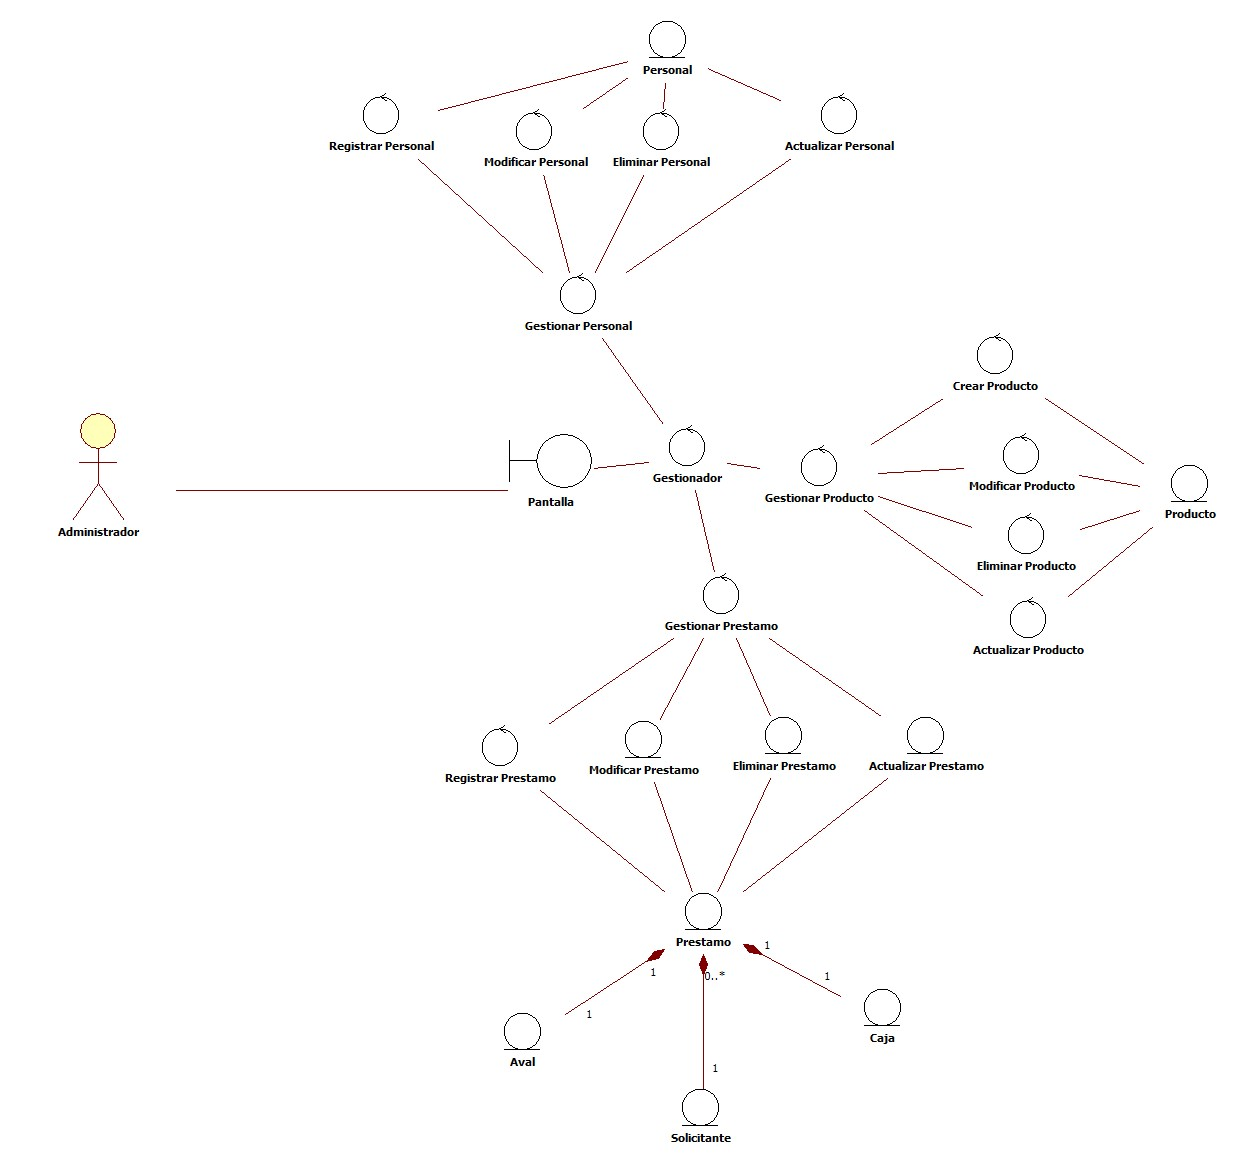 Personal
Registrar Personal
Modificar Personal
Eliminar Personal
Actualizar Personal
Gestionar Personal
Crear Producto
Administrador
Pantalla
Gestionador
Gestionar Producto
Modificar Producto
Producto
Eliminar Producto
Actualizar Producto
Gestionar Prestamo
Registrar Prestamo
Modificar Prestamo
Eliminar Prestamo
Actualizar Prestamo
Prestamo
1
0..*
1
1
1
Aval
Caja
1
Solicitante